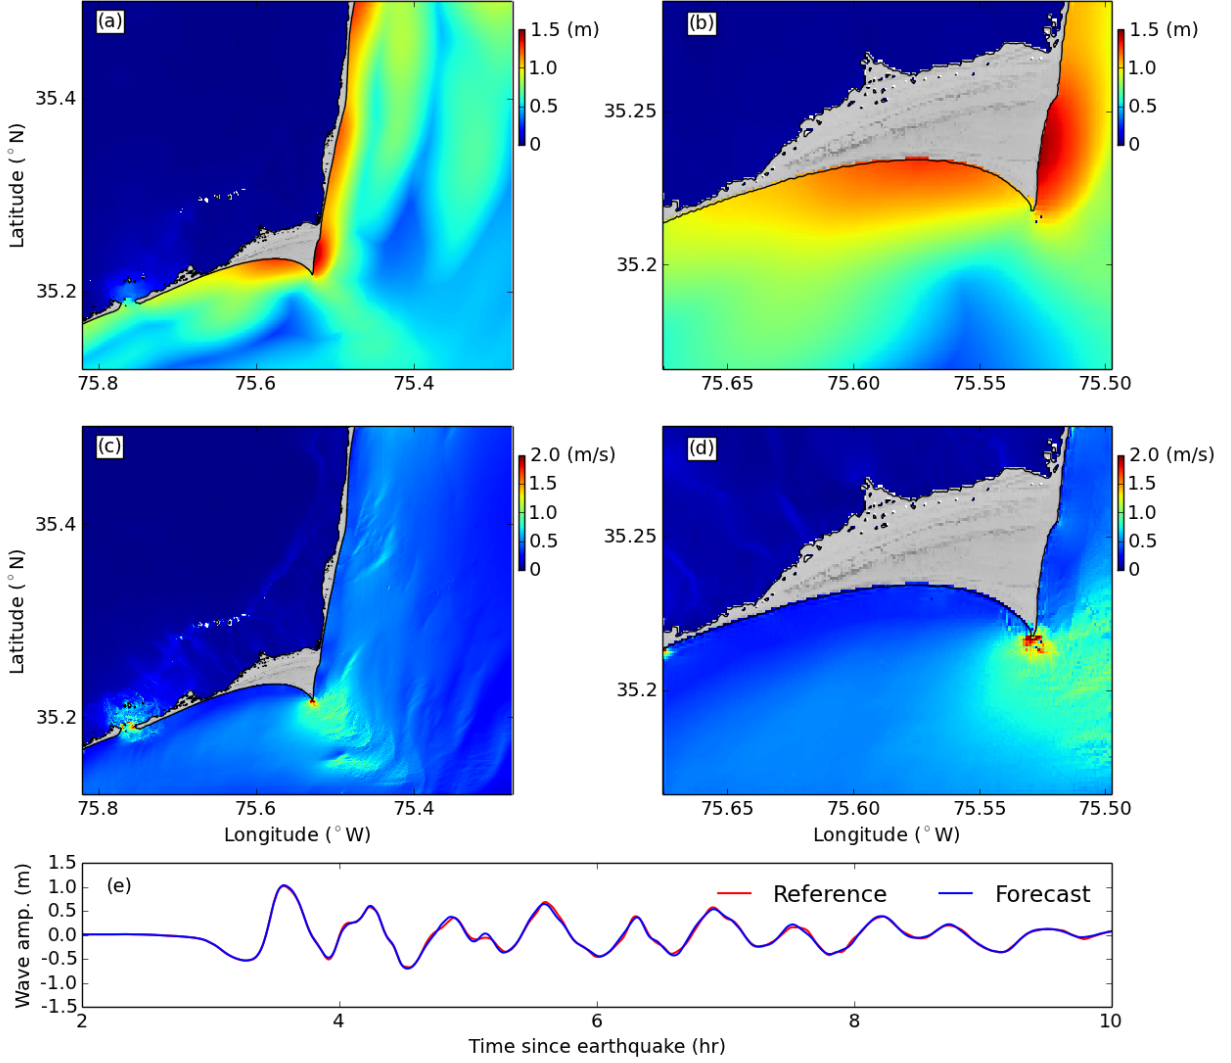 (a)
1.5 (m)
1.0
0.5
0
35.4
35.2
Latitude (°N)
75.8
75.6
75.4
(b)
1.5 (m)
1.0
0.5
0
35.25
35.2
75.65
75.60
75.55
75.50
(c)
2.0 (m/s)
1.5
1.0
0.5
0
35.4
35.2
Latitude (°N)
75.8
75.6
75.4
Longitude (°W)
(d)
2.0 (m/s)
1.5
1.0
0.5
0
35.25
35.2
75.65
75.60
75.55
75.50
Longitude (°W)
(e)
Reference
Forecast
Wave amp. (m)
1.5
1.0
0.5
0.0
-0.5
-1.0
-1.5
2
4
6
8
10
Time since earthquake (hr)